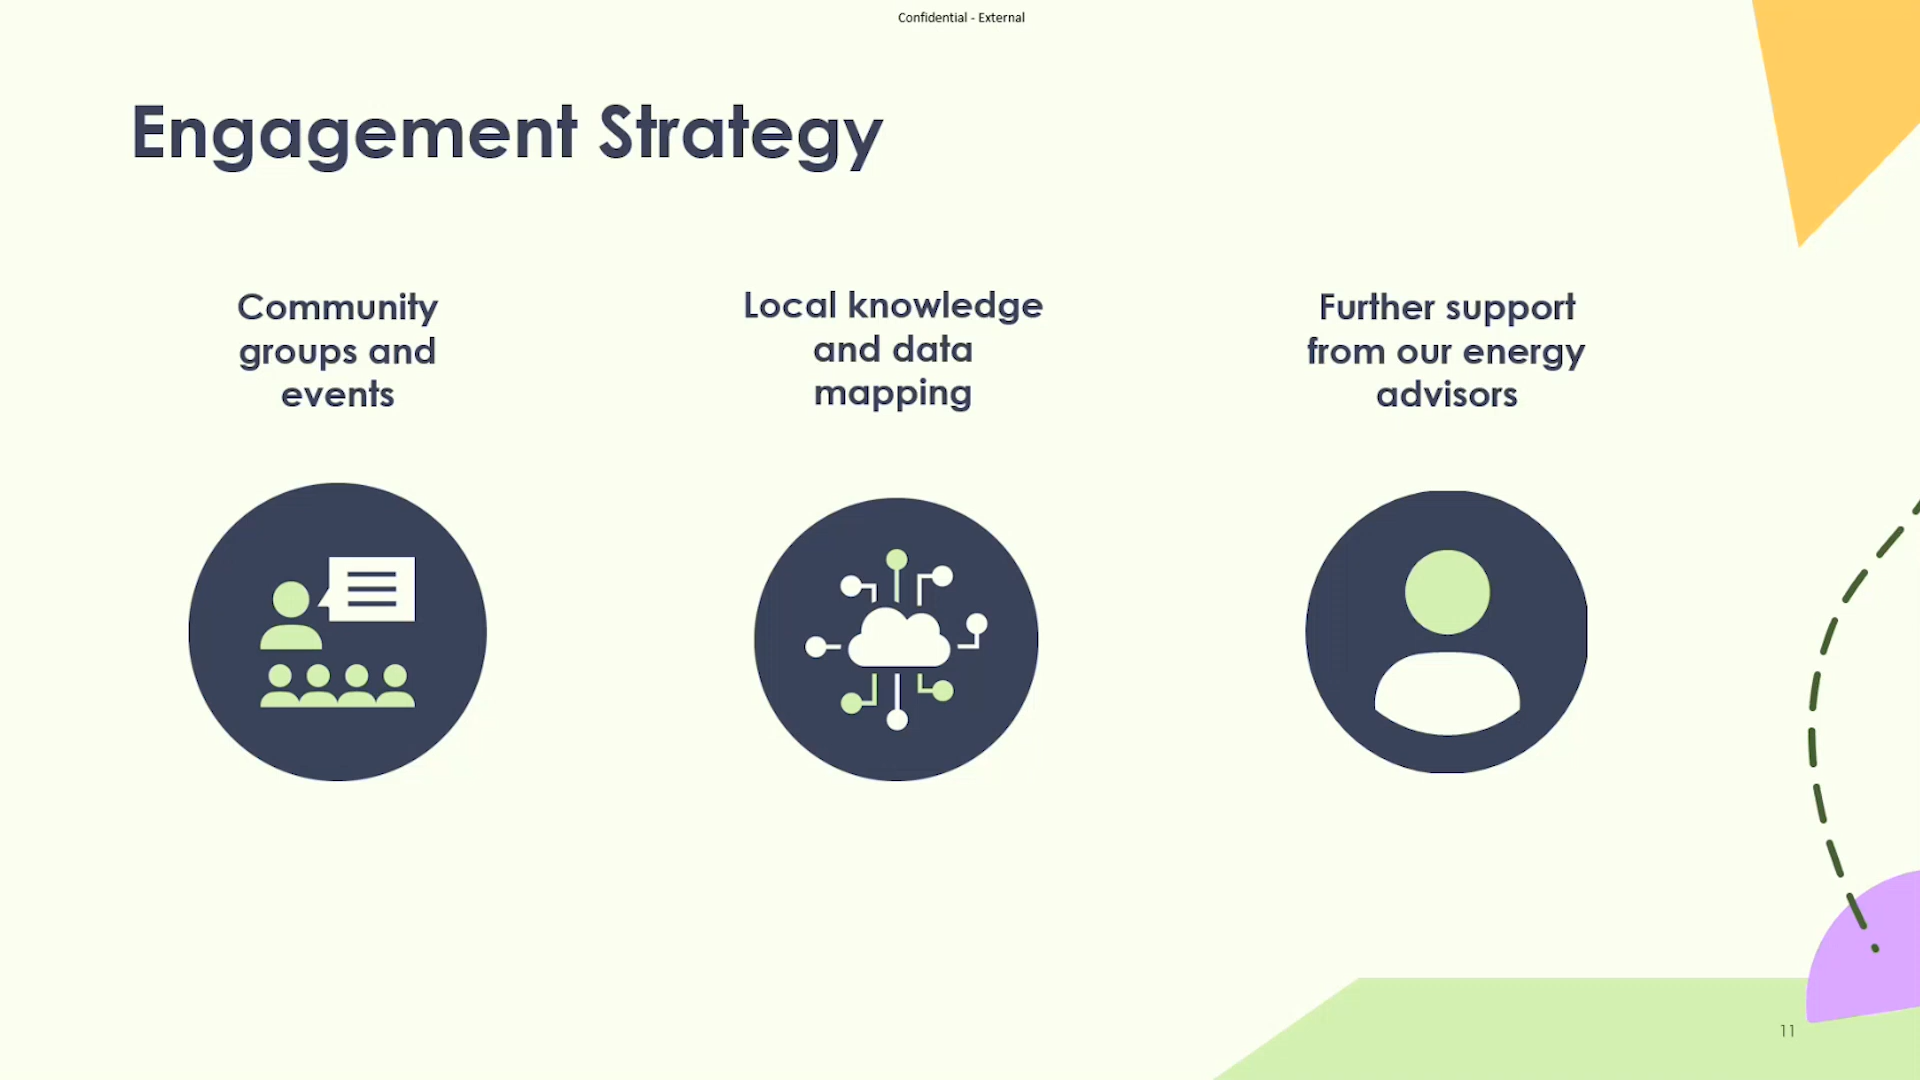 Confidential - External
Engagement Strategy
Community
groups and
events
Local knowledge
and data
mapping
Further support
from our energy
advisors
11